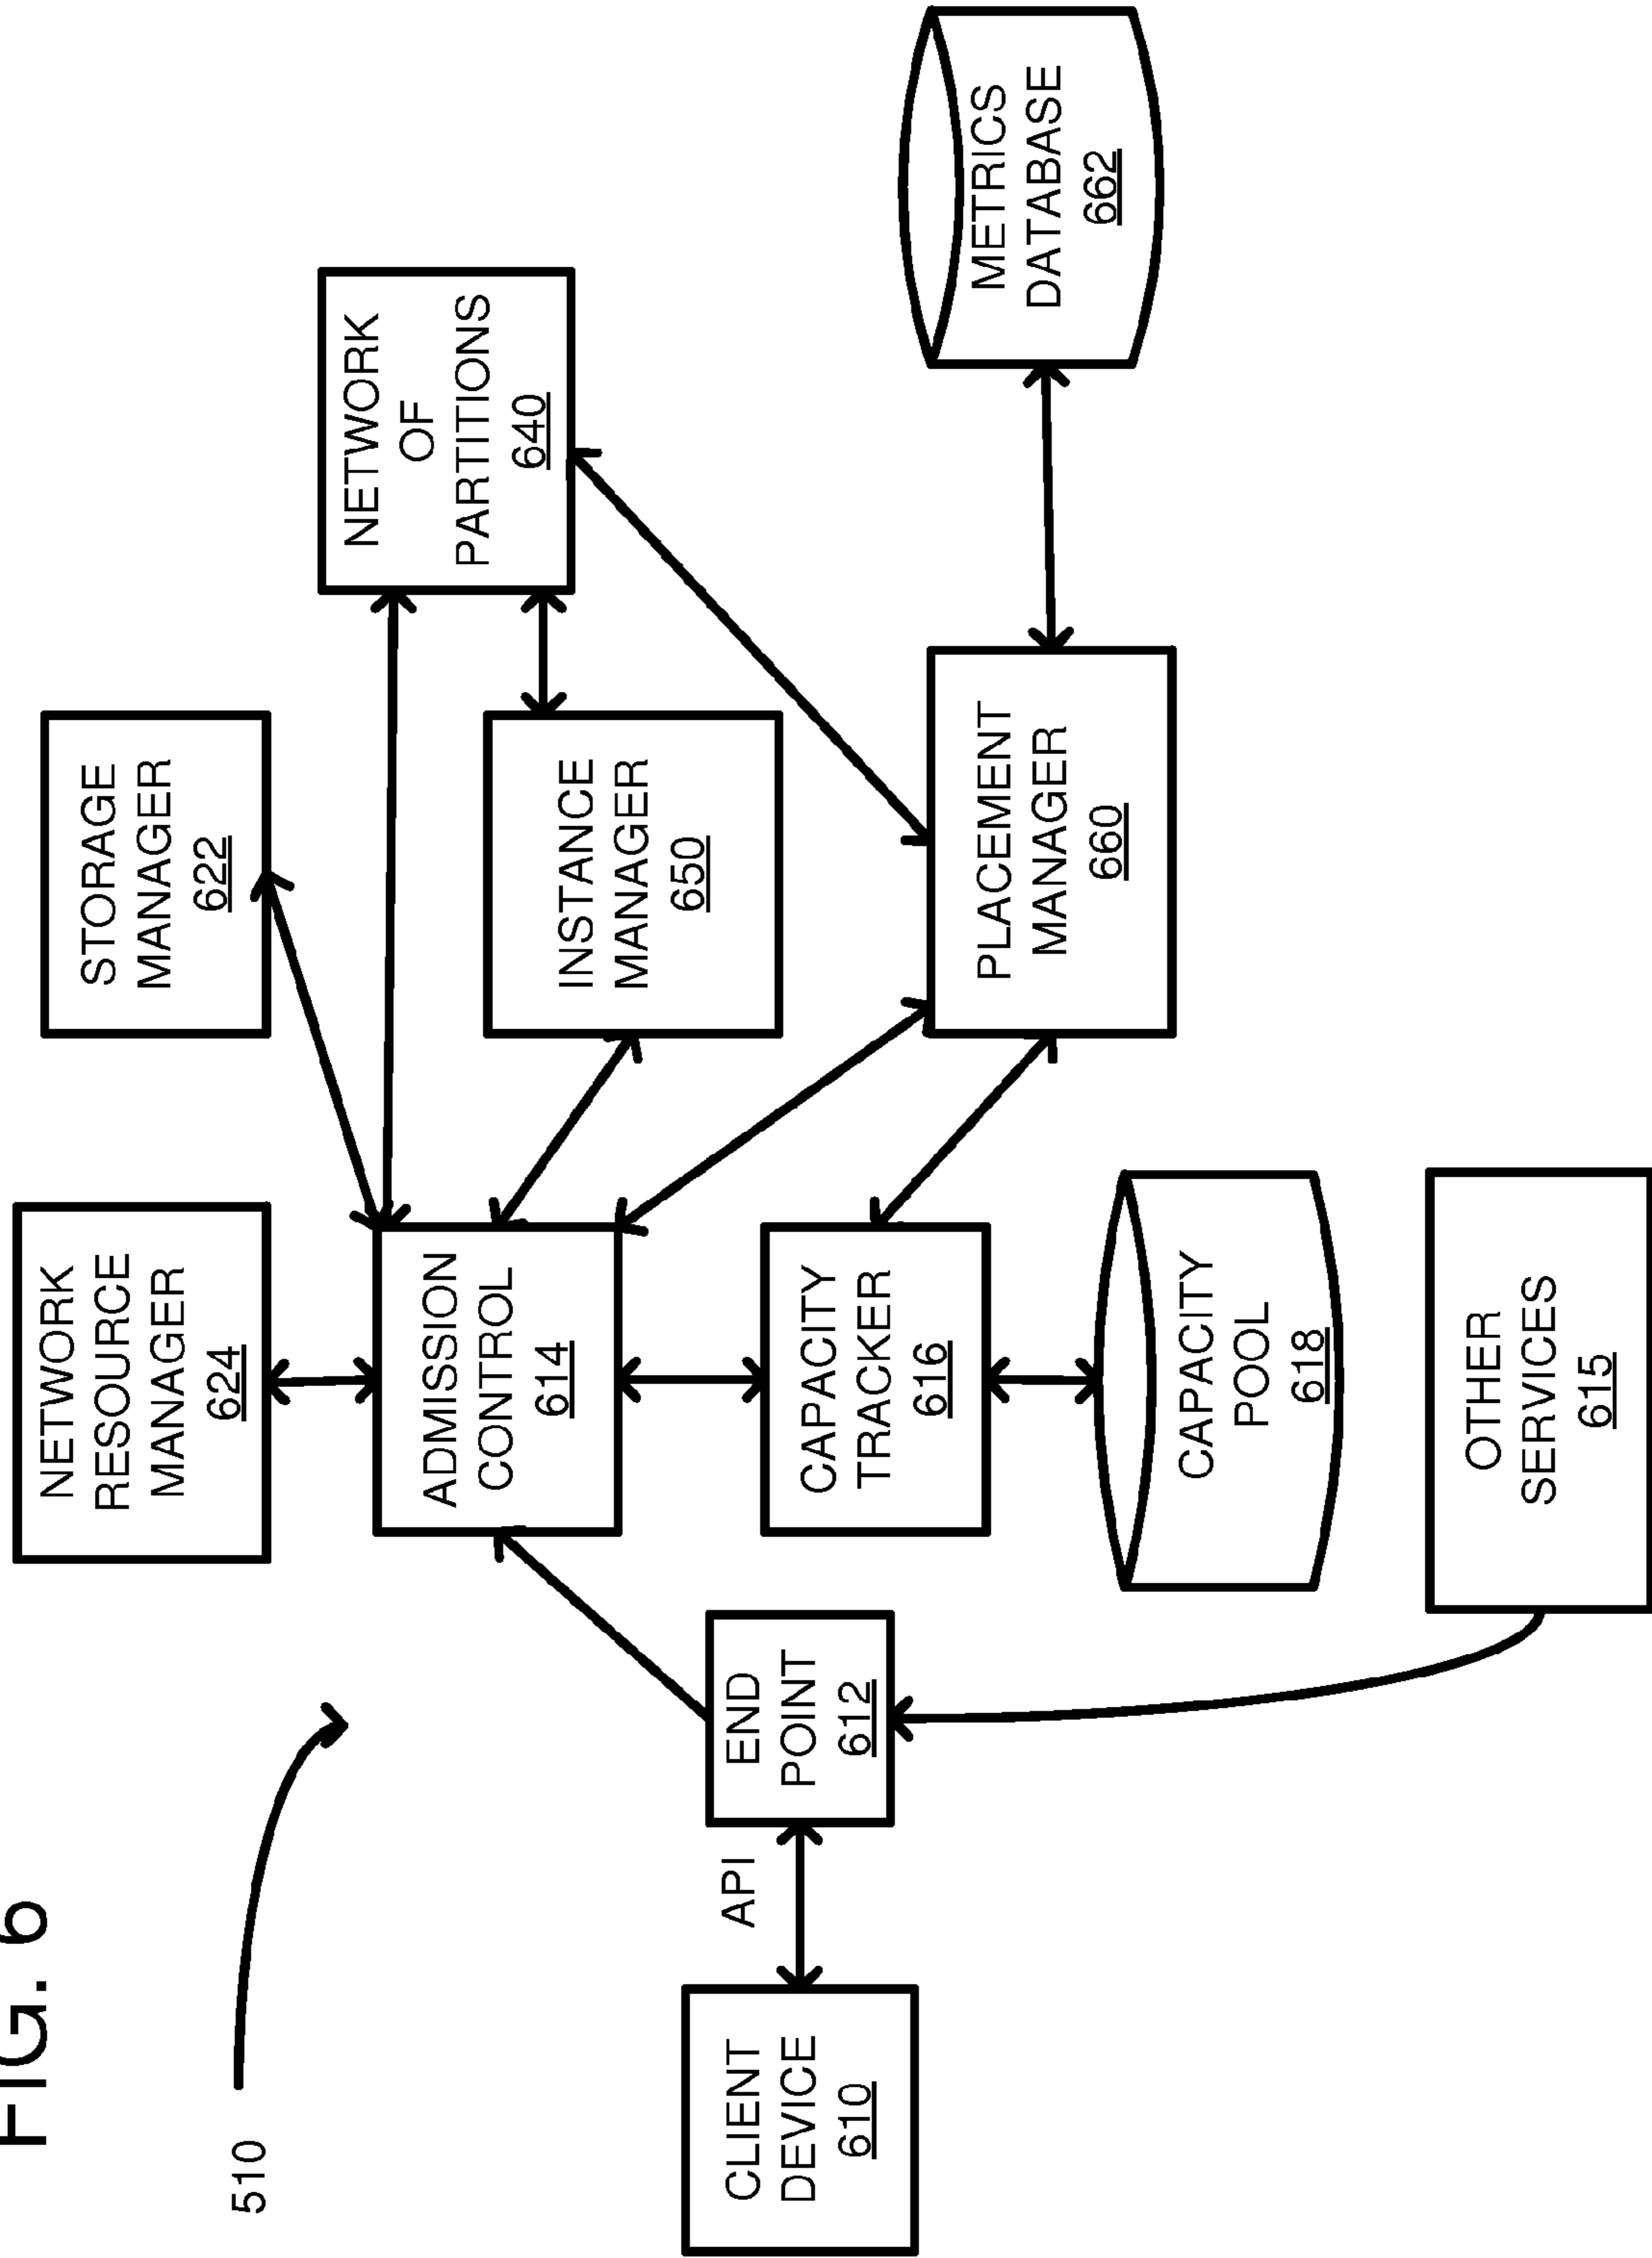 FIG. 6
510
NETWORK
RESOURCE
MANAGER
624
STORAGE
MANAGER
622
NETWORK
OF
PARTITIONS
640
ADMISSION
CONTROL
614
INSTANCE
MANAGER
650
API
CLIENT
DEVICE
610
END
POINT
612
CAPACITY
TRACKER
616
PLACEMENT
MANAGER
660
METRICS
DATABASE
662
CAPACITY
POOL
618
OTHER
SERVICES
615